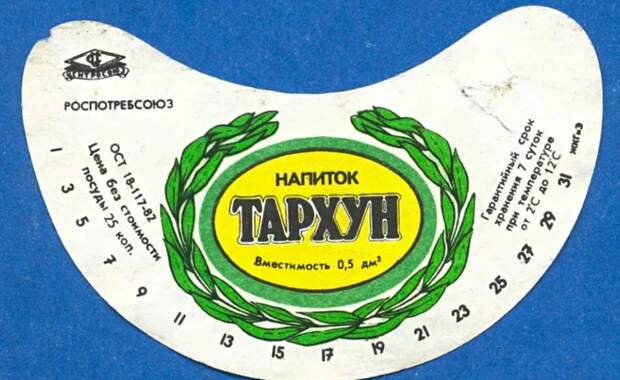 ЦЕНТРОСОЮЗ
РОСПОТРЕБСОЮЗ
ОСТ 18-117-82
Цена без стоимости
посуды 25 коп.
НАПИТОК
ТАРХУН
Вместимость 0,5 дм³
Гарантийный срок
хранения 7 суток
при температуре
от 2°С до 12°С
1 3 5 7 9 11 13 15 17 19 21 23 25 27 29 31